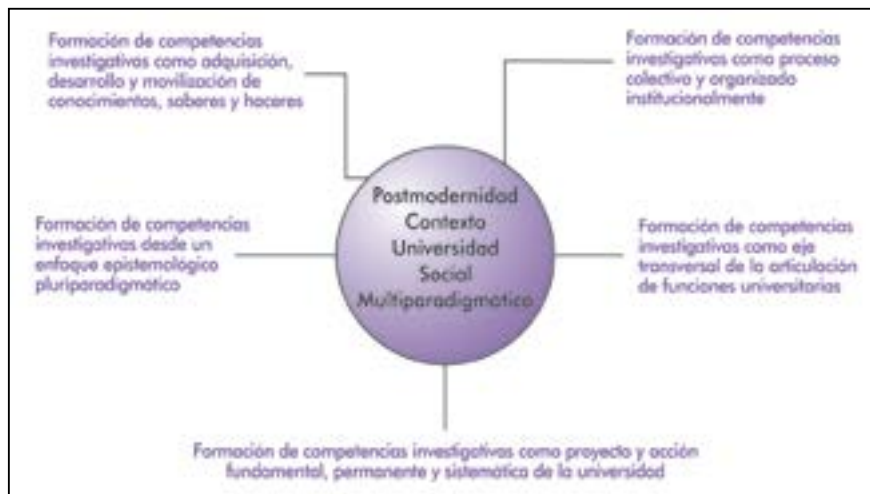 Formación de competencias
investigativas como adquisición,
desarrollo y movilización de
conocimientos, saberes y haceres
Formación de competencias
investigativas como proceso
colectivo y organizado
institucionalmente
Postmodernidad
Contexto
Universidad
Social
Multiparadigmático
Formación de competencias
investigativas desde un
enfoque epistemológico
pluriparadigmático
Formación de competencias
investigativas como eje
transversal de la articulación
de funciones universitarias
Formación de competencias investigativas como proyecto y acción
fundamental, permanente y sistemática de la universidad